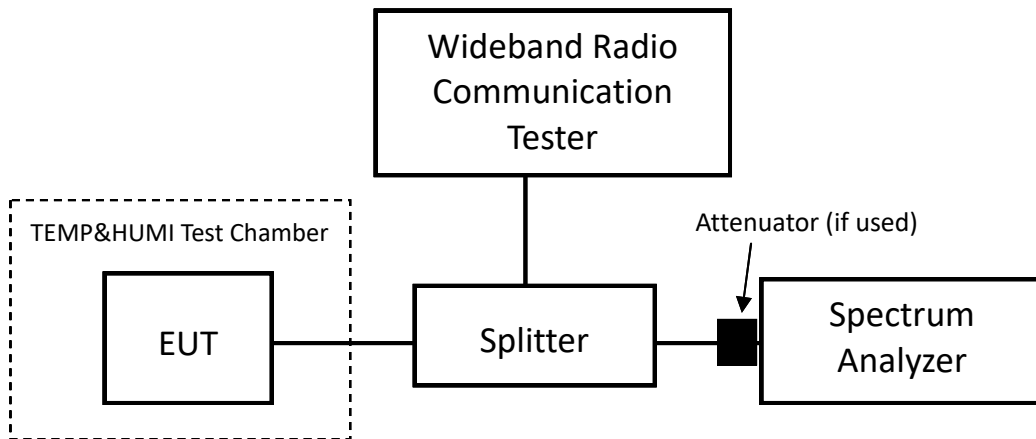 Wideband Radio
Communication
Tester
TEMP&HUMI Test Chamber
Attenuator (if used)
EUT
Splitter
Spectrum
Analyzer